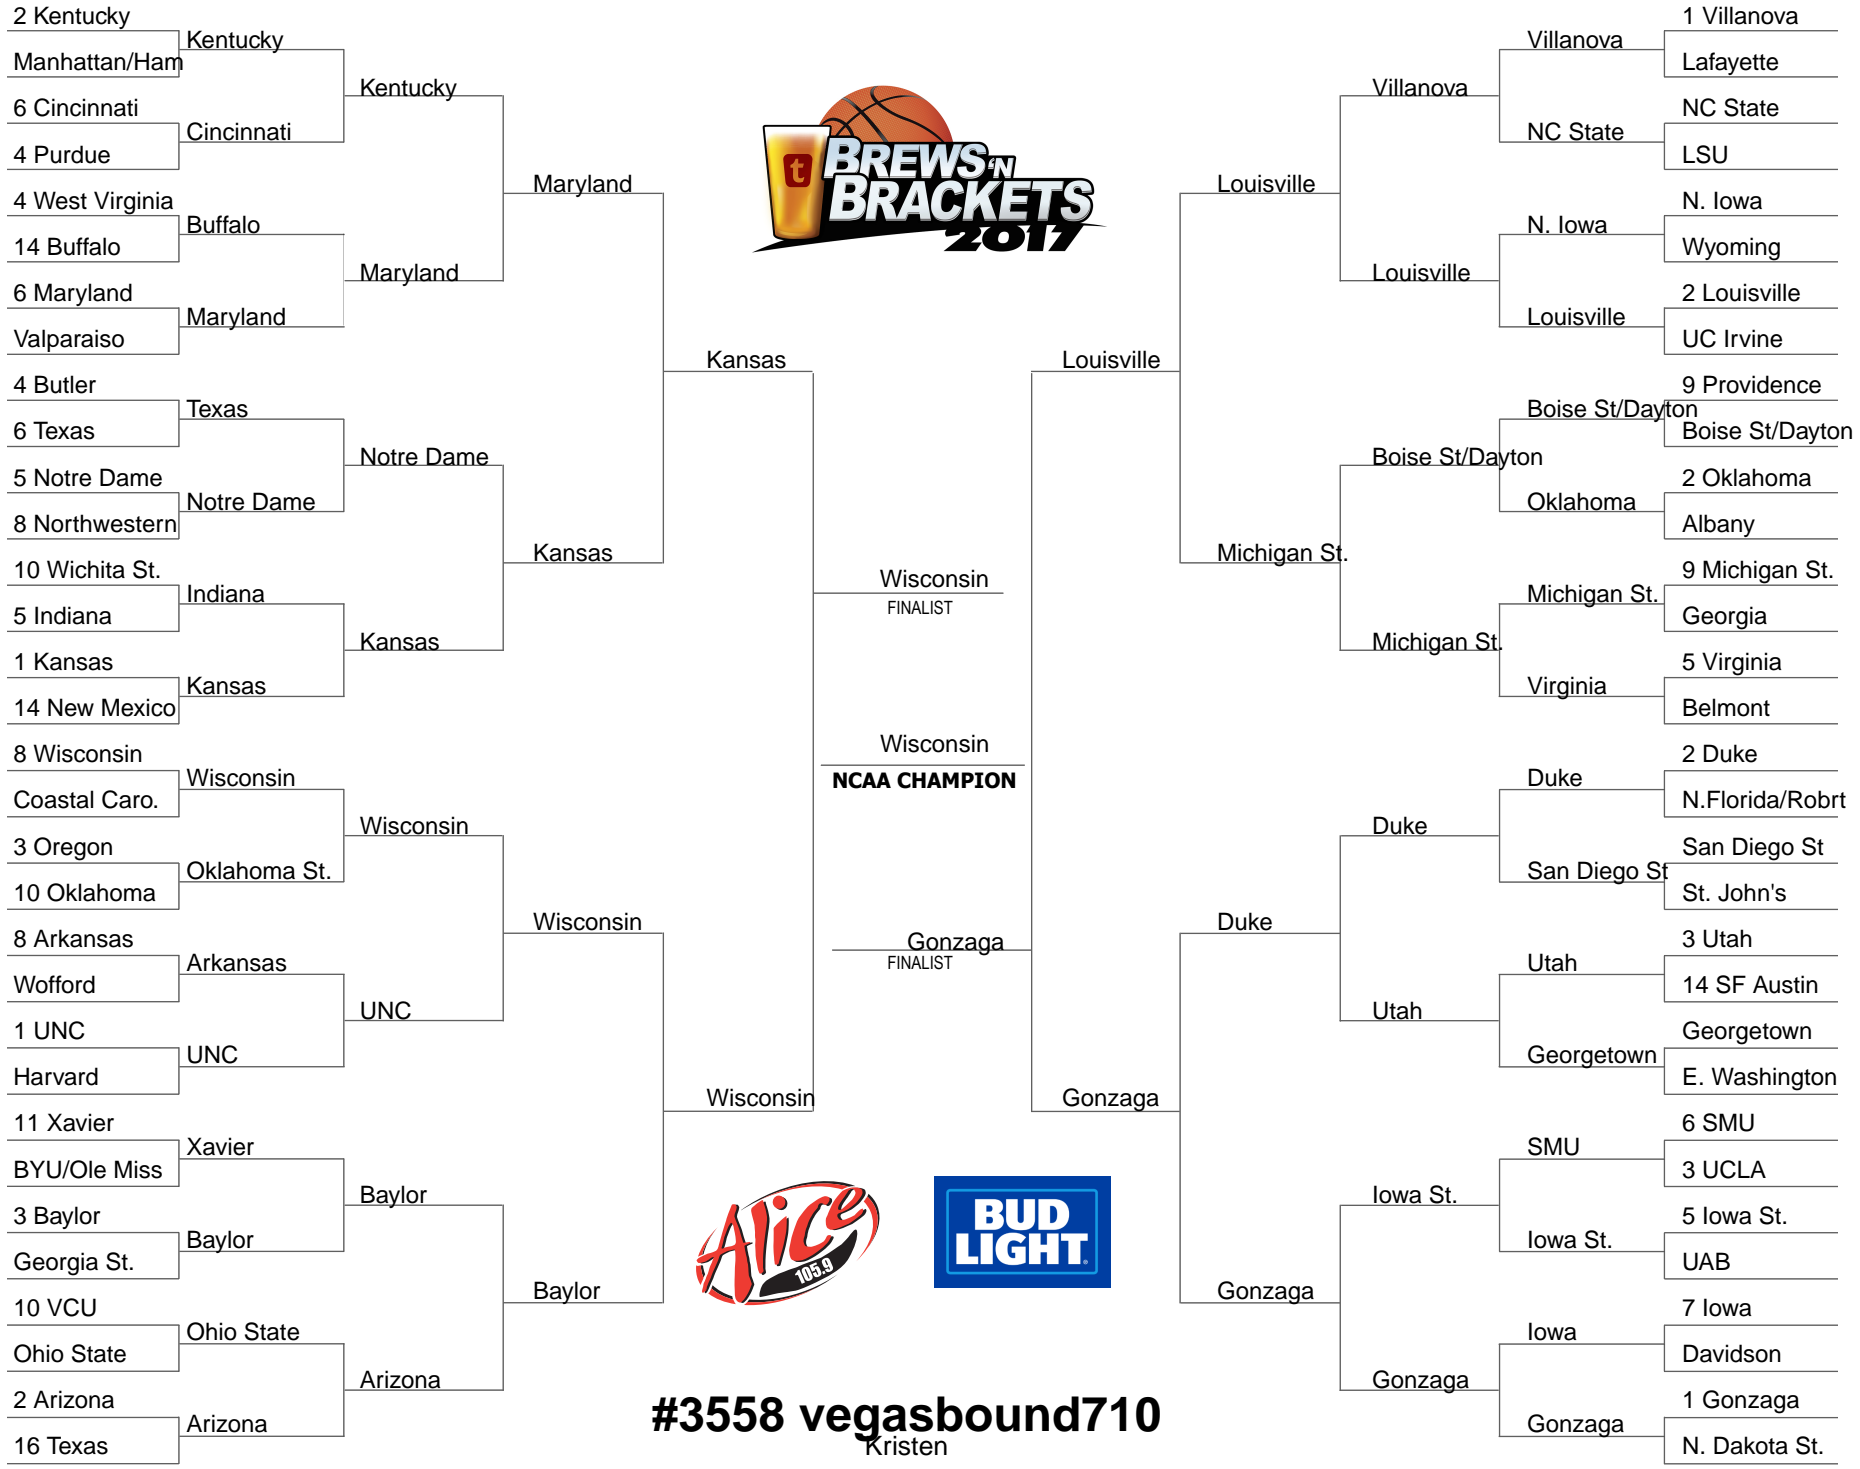 2 Kentucky
Manhattan/Ham
6 Cincinnati
4 Purdue
4 West Virginia
14 Buffalo
6 Maryland
Valparaiso
4 Butler
6 Texas
5 Notre Dame
8 Northwestern
10 Wichita St.
5 Indiana
1 Kansas
14 New Mexico
8 Wisconsin
Coastal Caro.
3 Oregon
10 Oklahoma
8 Arkansas
Wofford
1 UNC
Harvard
11 Xavier
BYU/Ole Miss
3 Baylor
Georgia St.
10 VCU
Ohio State
2 Arizona
16 Texas
Kentucky
Cincinnati
Buffalo
Maryland
Texas
Notre Dame
Indiana
Kansas
Wisconsin
Oklahoma St.
Arkansas
UNC
Xavier
Baylor
Ohio State
Arizona
Kentucky
Maryland
Notre Dame
Kansas
Wisconsin
UNC
Baylor
Arizona
Maryland
Kansas
Wisconsin
Baylor
Kansas
Wisconsin
t
BREWS 'N
BRACKETS
2017
Wisconsin
FINALIST
Wisconsin
NCAA CHAMPION
Gonzaga
FINALIST
Alice
105.9
BUD
LIGHT
#3558 vegasbound710
Kristen
Louisville
Gonzaga
Louisville
Michigan St.
Duke
Gonzaga
Villanova
Louisville
Boise St/Dayton
Michigan St.
Duke
Utah
Iowa St.
Gonzaga
Villanova
NC State
N. Iowa
Louisville
Boise St/Dayton
Oklahoma
Michigan St.
Virginia
Duke
San Diego St
Utah
Georgetown
SMU
Iowa St.
Iowa
Gonzaga
1 Villanova
Lafayette
NC State
LSU
N. Iowa
Wyoming
2 Louisville
UC Irvine
9 Providence
Boise St/Dayton
2 Oklahoma
Albany
9 Michigan St.
Georgia
5 Virginia
Belmont
2 Duke
N.Florida/Robrt
San Diego St
St. John's
3 Utah
14 SF Austin
Georgetown
E. Washington
6 SMU
3 UCLA
5 Iowa St.
UAB
7 Iowa
Davidson
1 Gonzaga
N. Dakota St.